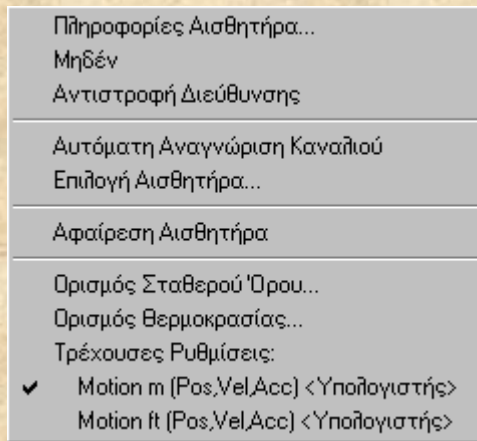 Πληροφορίες Αισθητήρα...
Μηδέν
Αντιστροφή Διεύθυνσης
Αυτόματη Αναγνώριση Καναλιού
Επιλογή Αισθητήρα...
Αφαίρεση Αισθητήρα
Ορισμός Σταθερού Όρου...
Ορισμός Θερμοκρασίας...
Τρέχουσες Ρυθμίσεις:
Motion m (Pos,Vel,Acc) <Υπολογιστής>
Motion ft (Pos,Vel,Acc) <Υπολογιστής>